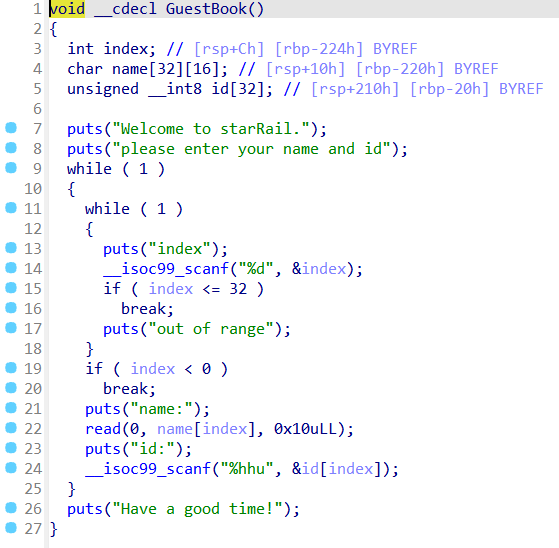 1 void __cdecl GuestBook()
2 {
3 int index; // [rsp+Ch] [rbp-224h] BYREF
4 char name[32][16]; // [rsp+10h] [rbp-220h] BYREF
5 unsigned __int8 id[32]; // [rsp+210h] [rbp-20h] BYREF
6
7 puts("Welcome to starRail.");
8 puts("please enter your name and id");
9 while ( 1 )
10 {
11 while ( 1 )
12 {
13 puts("index");
14 __isoc99_scanf("%d", &index);
15 if ( index <= 32 )
16 break;
17 puts("out of range");
18 }
19 if ( index < 0 )
20 break;
21 puts("name:");
22 read(0, name[index], 0x10uLL);
23 puts("id:");
24 __isoc99_scanf("%hhu", &id[index]);
25 }
26 puts("Have a good time!");
27 }